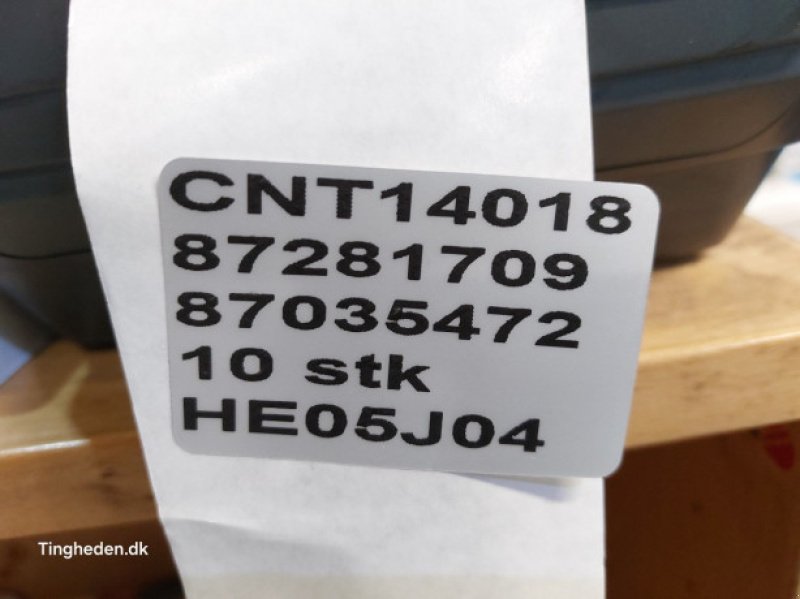 CNT14018
87281709
87035472
10 stk
HE05J04
Tingheden.dk